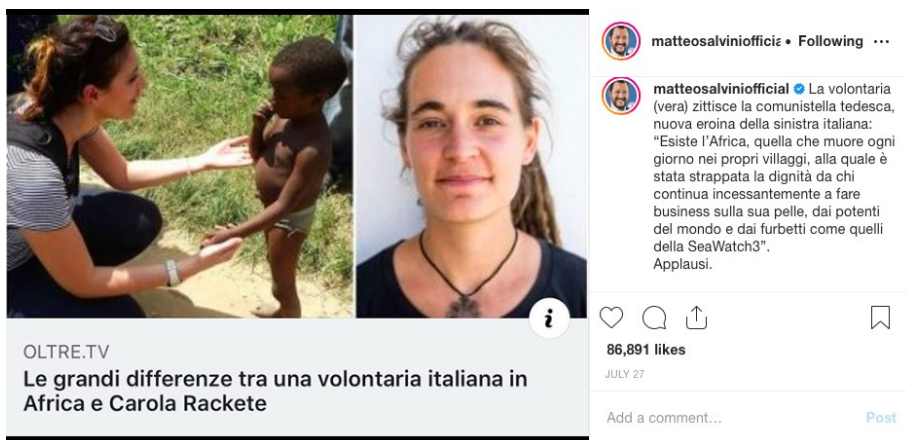 OLTRE.TV
Le grandi differenze tra una volontaria italiana in
Africa e Carola Rackete
i
matteosalviniofficia • Following ...
matteosalviniofficial La volontaria
(vera) zittisce la comunistella tedesca,
nuova eroina della sinistra italiana:
“Esiste l’Africa, quella che muore ogni
giorno nei propri villaggi, alla quale è
stata strappata la dignità da chi
continua incessantemente a fare
business sulla sua pelle, dai potenti
del mondo e dai furbetti come quelli
della SeaWatch3”.
Applausi.
86,891 likes
JULY 27
Add a comment...
Post